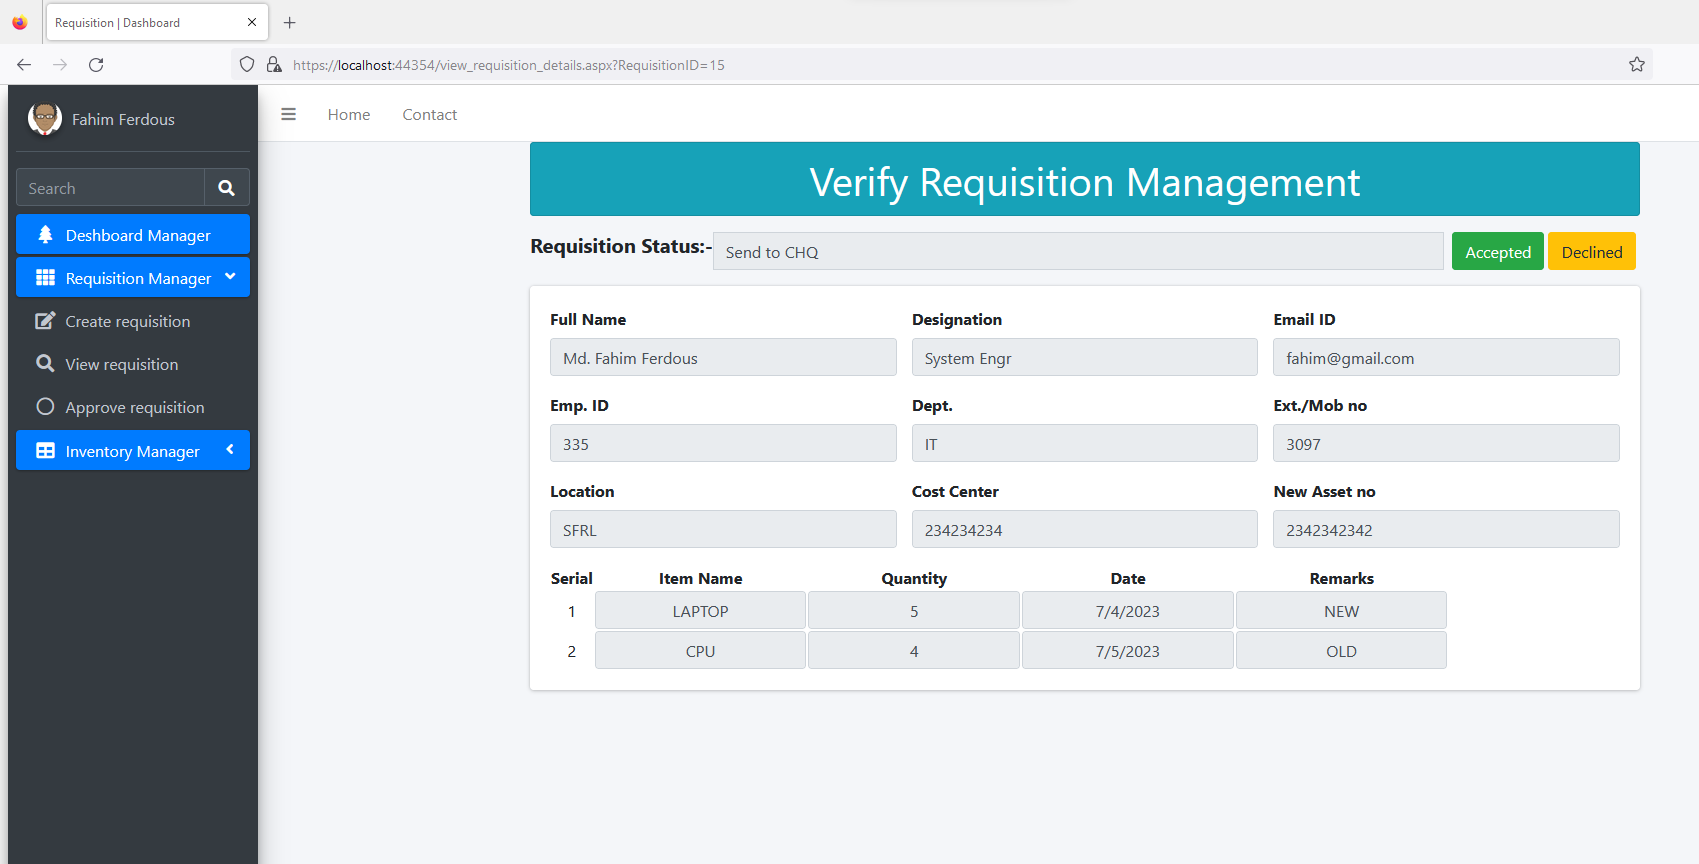 Requisition | Dashboard
https://localhost:44354/view_requisition_details.aspx?RequisitionID=15
Fahim Ferdous
Home Contact
Search
Deshboard Manager
Requisition Manager
Create requisition
View requisition
Approve requisition
Inventory Manager
Verify Requisition Management
Requisition Status:- Send to CHQ Accepted Declined
Full Name Designation Email ID
Md. Fahim Ferdous System Engr fahim@gmail.com
Emp. ID Dept. Ext./Mob no
335 IT 3097
Location Cost Center New Asset no
SFRL 234234234 2342342342
Serial Item Name Quantity Date Remarks
1 LAPTOP 5 7/4/2023 NEW
2 CPU 4 7/5/2023 OLD